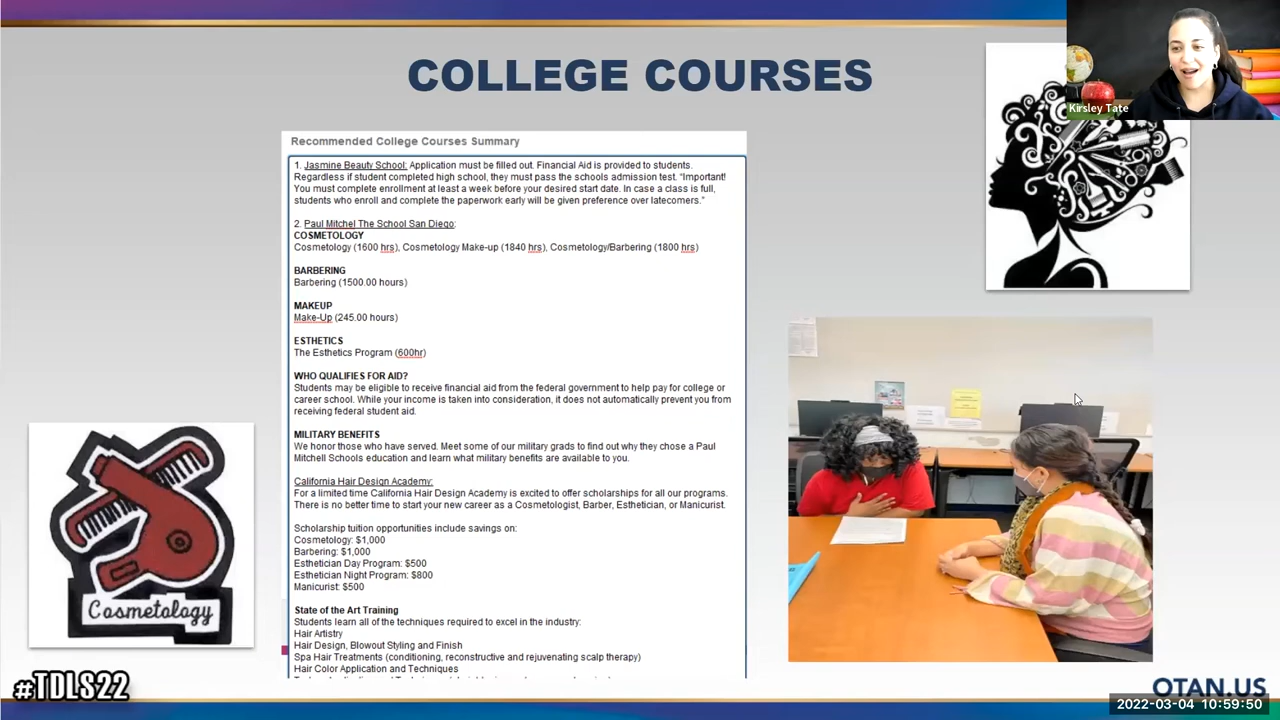 COLLEGE COURSES
Kirsley Tate
Recommended College Courses Summary
1. Jasmine Beauty School: Application must be filled out. Financial Aid is provided to students.
Regardless if student completed high school, they must pass the schools admission test. “Important!
You must complete enrollment at least a week before your desired start date. In case a class is full,
students who enroll and complete the paperwork early will be given preference over latecomers.”
2. Paul Mitchel The School San Diego:
COSMETOLOGY
Cosmetology (1600 hrs), Cosmetology Make-up (1840 hrs), Cosmetology/Barbering (1800 hrs)
BARBERING
Barbering (1500.00 hours)
MAKEUP
Make-Up (245.00 hours)
ESTHETICS
The Esthetics Program (600hr)
WHO QUALIFIES FOR AID?
Students may be eligible to receive financial aid from the federal government to help pay for college or
career school. While your income is taken into consideration, it does not automatically prevent you from
receiving federal student aid.
MILITARY BENEFITS
We honor those who have served. Meet some of our military grads to find out why they chose a Paul
Mitchell Schools education and learn what military benefits are available to you.
California Hair Design Academy:
For a limited time California Hair Design Academy is excited to offer scholarships for all our programs.
There is no better time to start your new career as a Cosmetologist, Barber, Esthetician, or Manicurist.
Scholarship tuition opportunities include savings on:
Cosmetology: $1,000
Barbering: $1,000
Esthetician Day Program: $500
Esthetician Night Program: $800
Manicurist: $500
State of the Art Training
Students learn all of the techniques required to excel in the industry:
Hair Artistry
Hair Design, Blowout Styling and Finish
Spa Hair Treatments (conditioning, reconstructive and rejuvenating scalp therapy)
Hair Color Application and Techniques
Cosmetology
#TDLS22
OTAN.US
2022-03-04 10:59:50